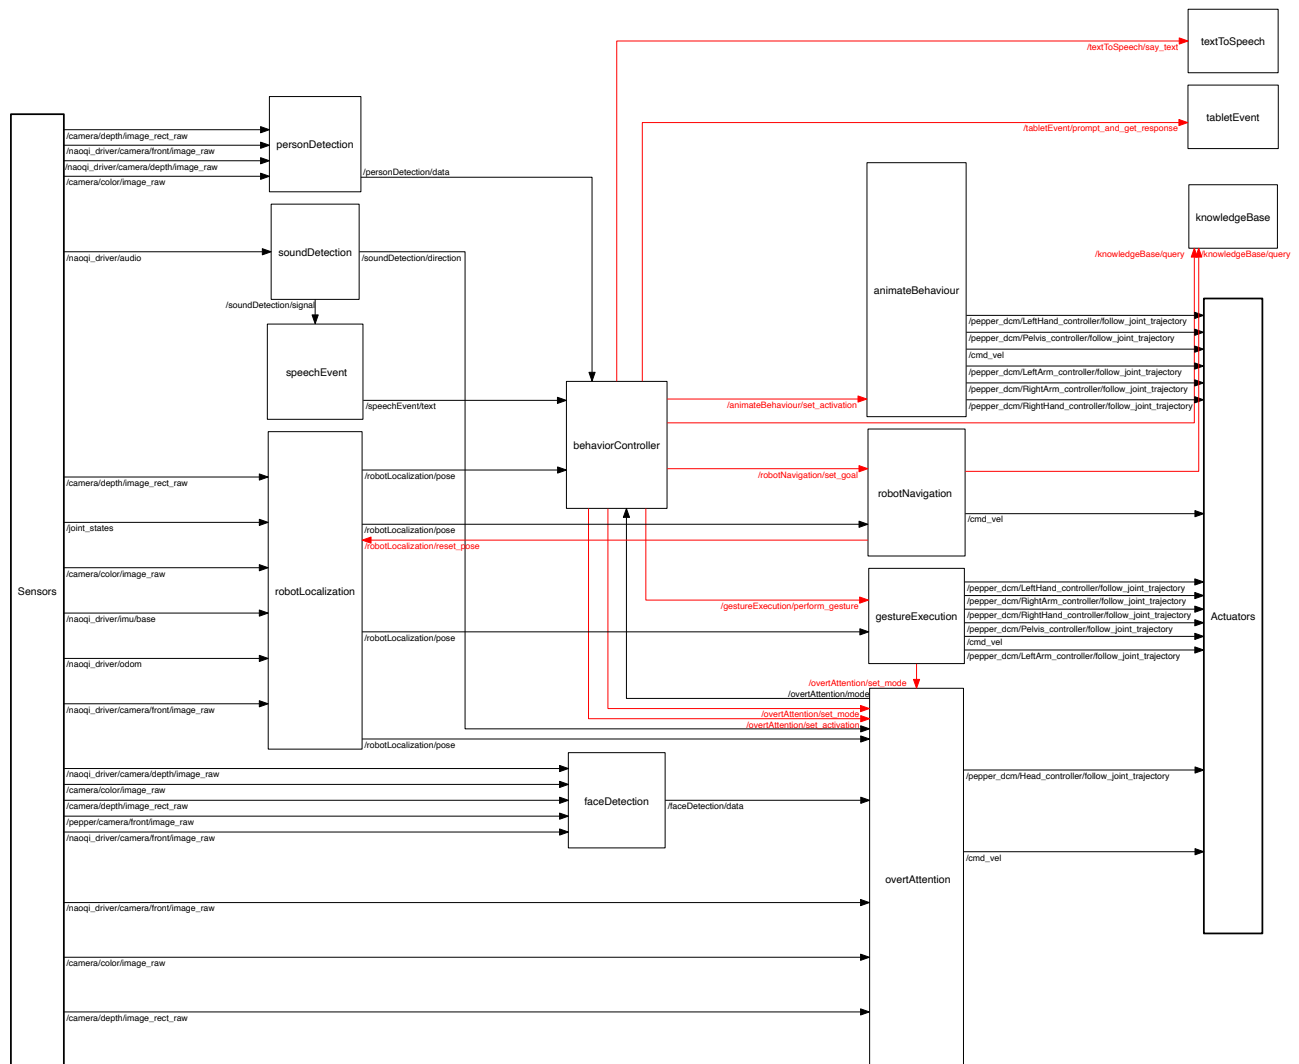 textToSpeech
/textToSpeech/say_text
tabletEvent
/tabletEvent/prompt_and_get_response
personDetection
/camera/depth/image_rect_raw
/naoqi_driver/camera/front/image_raw
/naoqi_driver/camera/depth/image_raw
/camera/color/image_raw
/personDetection/data
knowledgeBase
/knowledgeBase/query
/knowledgeBase/query
soundDetection
/naoqi_driver/audio
/soundDetection/direction
/soundDetection/signal
animateBehaviour
/pepper_dcm/LeftHand_controller/follow_joint_trajectory
/pepper_dcm/Pelvis_controller/follow_joint_trajectory
/cmd_vel
/pepper_dcm/LeftArm_controller/follow_joint_trajectory
/pepper_dcm/RightArm_controller/follow_joint_trajectory
/pepper_dcm/RightHand_controller/follow_joint_trajectory
speechEvent
/speechEvent/text
/animateBehaviour/set_activation
behaviorController
/camera/depth/image_rect_raw
/robotLocalization/pose
/robotNavigation/set_goal
robotNavigation
/joint_states
/robotLocalization/pose
/cmd_vel
/robotLocalization/reset_pose
/camera/color/image_raw
Sensors
robotLocalization
/naoqi_driver/imu/base
/gestureExecution/perform_gesture
gestureExecution
/pepper_dcm/LeftHand_controller/follow_joint_trajectory
/pepper_dcm/RightArm_controller/follow_joint_trajectory
/pepper_dcm/RightHand_controller/follow_joint_trajectory
/pepper_dcm/Pelvis_controller/follow_joint_trajectory
/cmd_vel
/pepper_dcm/LeftArm_controller/follow_joint_trajectory
Actuators
/robotLocalization/pose
/naoqi_driver/odom
/overtAttention/set_mode
/overtAttention/mode
/naoqi_driver/camera/front/image_raw
/overtAttention/set_mode
/overtAttention/set_activation
/robotLocalization/pose
/naoqi_driver/camera/depth/image_raw
/camera/color/image_raw
/camera/depth/image_rect_raw
/pepper/camera/front/image_raw
/naoqi_driver/camera/front/image_raw
faceDetection
/faceDetection/data
/pepper_dcm/Head_controller/follow_joint_trajectory
/cmd_vel
overtAttention
/naoqi_driver/camera/front/image_raw
/camera/color/image_raw
/camera/depth/image_rect_raw